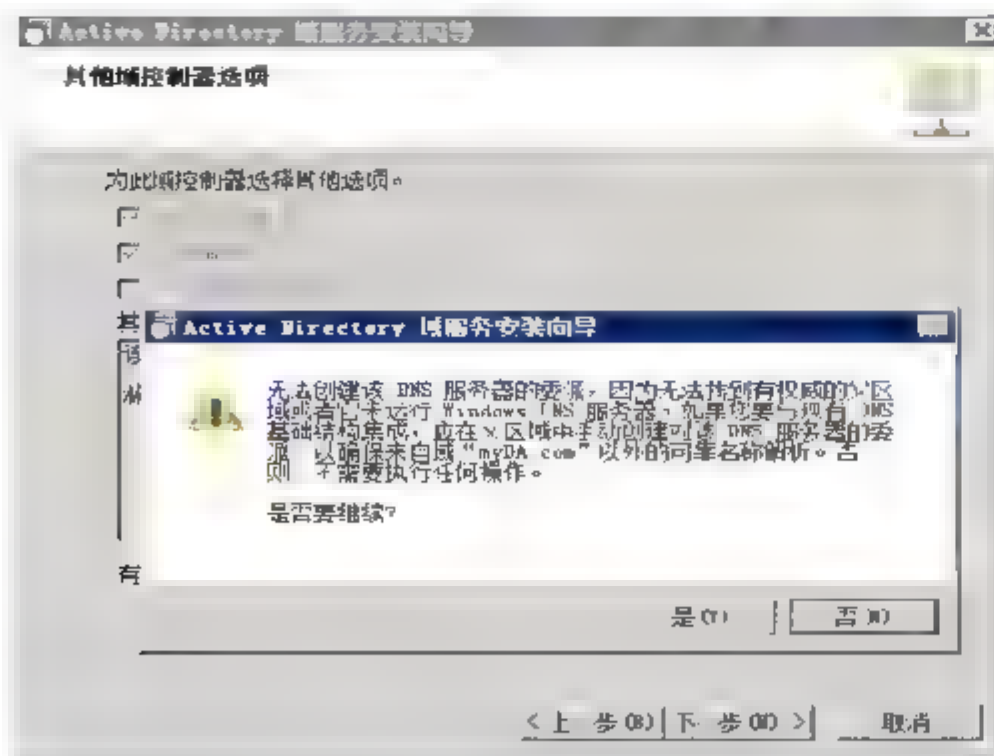 Active Directory 域服务安装向导
其他域控制器选项
为此域控制器选择其他选项。
其
有
Active Directory 域服务安装向导
无法创建该 DNS 服务器的委派，因为无法找到有权威的父区
域或者它未运行 Windows DNS 服务器。如果您要与现有 DNS
基础结构集成，应在父区域中手动创建对该 DNS 服务器的委
派，以确保来自域“myDA.com”以外的可靠名称解析。否
则，不需要执行任何操作。
是否要继续?
是(Y)
否(N)
< 上一步(B)
下一步(N) >
取消